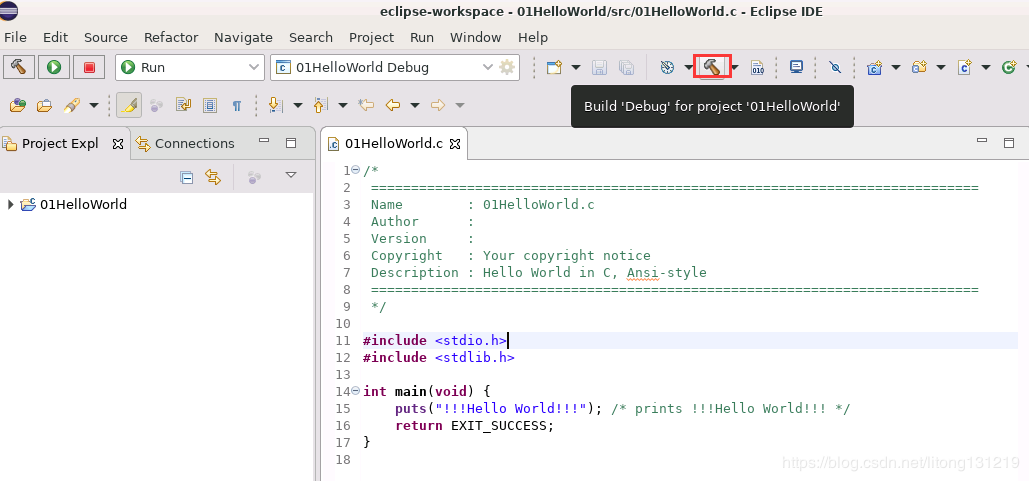 eclipse-workspace - 01HelloWorld/src/01HelloWorld.c - Eclipse IDE
File Edit Source Refactor Navigate Search Project Run Window Help
Run 01HelloWorld Debug 010
Build 'Debug' for project '01HelloWorld'
Project Expl Connections 01HelloWorld.c
01HelloWorld
1 /*
2 ============================================================================
3 Name : 01HelloWorld.c
4 Author :
5 Version :
6 Copyright : Your copyright notice
7 Description : Hello World in C, Ansi-style
8 ============================================================================
9 */
10
11 #include <stdio.h>
12 #include <stdlib.h>
13
14 int main(void) {
15 puts("!!!Hello World!!!"); /* prints !!!Hello World!!! */
16 return EXIT_SUCCESS;
17 }
18
https://blog.csdn.net/litong131219